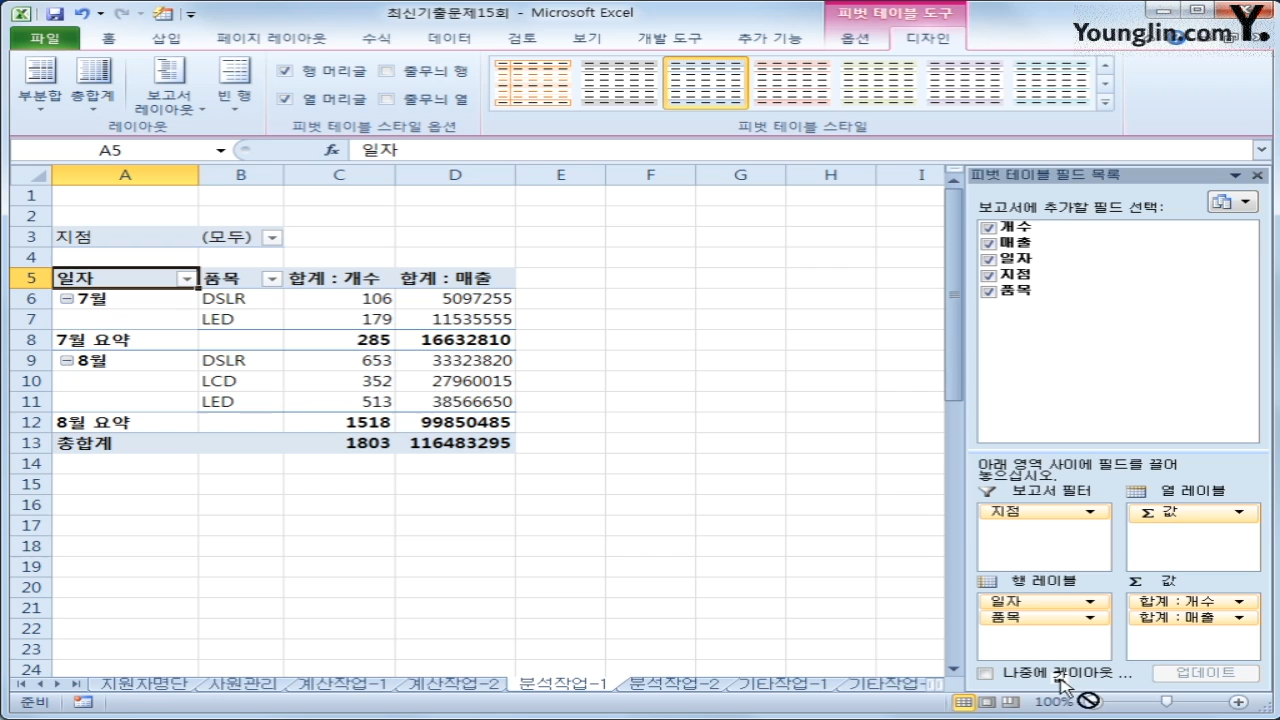 최신기출문제15회 - Microsoft Excel
피벗 테이블 도구
Younglin.com Y.
파일 홈 삽입 페이지 레이아웃 수식 데이터 검토 보기 개발 도구 추가 기능 옵션 디자인
부분합 총합계 보고서 레이아웃 빈 행
행 머리글 줄무늬 행
열 머리글 줄무늬 열
레이아웃 피벗 테이블 스타일 옵션 피벗 테이블 스타일
A5 fx 일자
A B C D E F G H I
1
2
3 지점 (모두)
4
5 일자 품목 합계 : 개수 합계 : 매출
6 7월 DSLR 106 5097255
7 LED 179 11535555
8 7월 요약 285 16632810
9 8월 DSLR 653 33323820
10 LCD 352 27960015
11 LED 513 38566650
12 8월 요약 1518 99850485
13 총합계 1803 116483295
14
15
16
17
18
19
20
21
22
23
24
피벗 테이블 필드 목록
보고서에 추가할 필드 선택:
개수
매출
일자
지점
품목
아래 영역 사이에 필드를 끌어
놓으십시오.
보고서 필터 열 레이블
지점 Σ 값
행 레이블 Σ 값
일자 합계 : 개수
품목 합계 : 매출
나중에 레이아웃 ... 업데이트
지원자명단 사원관리 계산작업-1 계산작업-2 분석작업-1 분석작업-2 기타작업-1 기타작업-
준비 100%